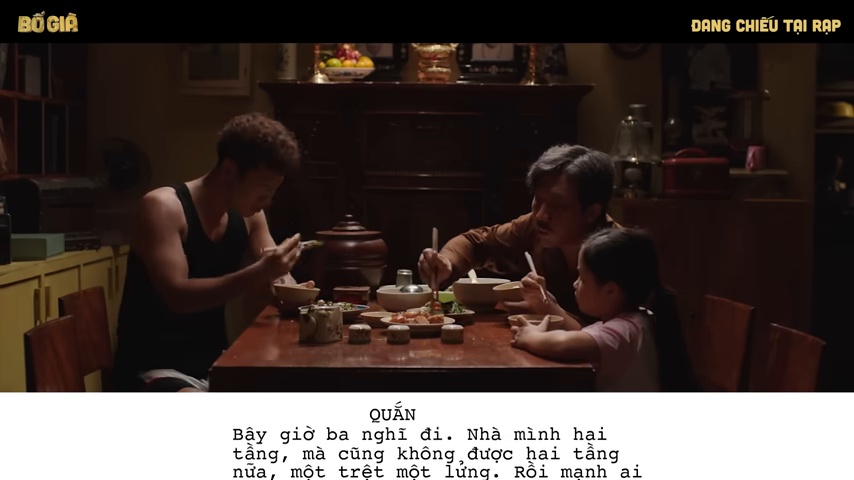 BỐ GIÀ
ĐANG CHIẾU TẠI RẠP
QUẮN
Bây giờ ba nghĩ đi. Nhà mình hai
tầng, mà cũng không được hai tầng
nữa, một trệt một lửng. Rồi mạnh ai